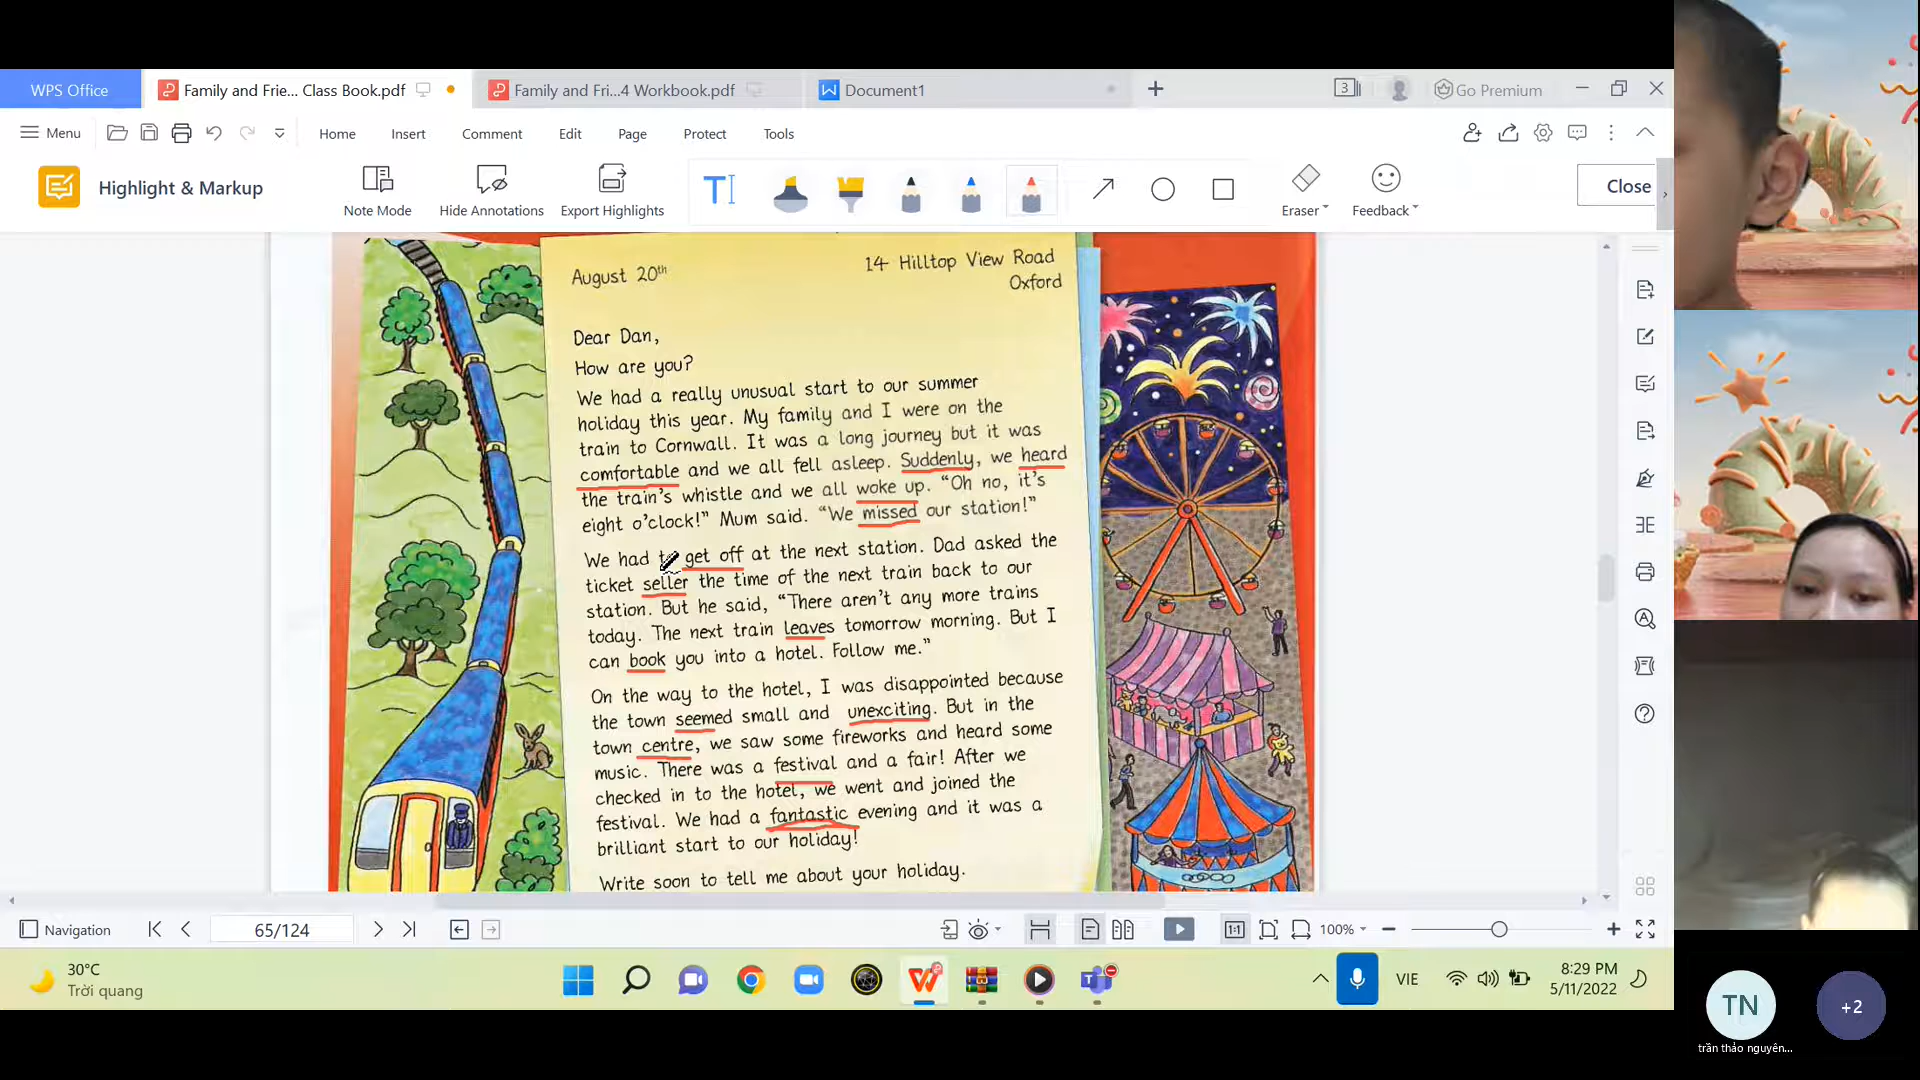 WPS Office
Family and Frie... Class Book.pdf
Family and Fri...4 Workbook.pdf
Document1
3
Go Premium
Menu
Home
Insert
Comment
Edit
Page
Protect
Tools
Highlight & Markup
Note Mode
Hide Annotations
Export Highlights
Eraser
Feedback
Close
August 20th
14 Hilltop View Road
Oxford
Dear Dan,
How are you?
We had a really unusual start to our summer
holiday this year. My family and I were on the
train to Cornwall. It was a long journey but it was
comfortable and we all fell asleep. Suddenly, we heard
the train's whistle and we all woke up. "Oh no, it's
eight o'clock!" Mum said. "We missed our station!"
We had to get off at the next station. Dad asked the
ticket seller the time of the next train back to our
station. But he said, "There aren't any more trains
today. The next train leaves tomorrow morning. But I
can book you into a hotel. Follow me."
On the way to the hotel, I was disappointed because
the town seemed small and unexciting. But in the
town centre, we saw some fireworks and heard some
music. There was a festival and a fair! After we
checked in to the hotel, we went and joined the
festival. We had a fantastic evening and it was a
brilliant start to our holiday!
Write soon to tell me about your holiday.
Navigation
65/124
1:1
100%
30°C
Trời quang
VIE
8:29 PM
5/11/2022
TN
+2
trần thảo nguyên...